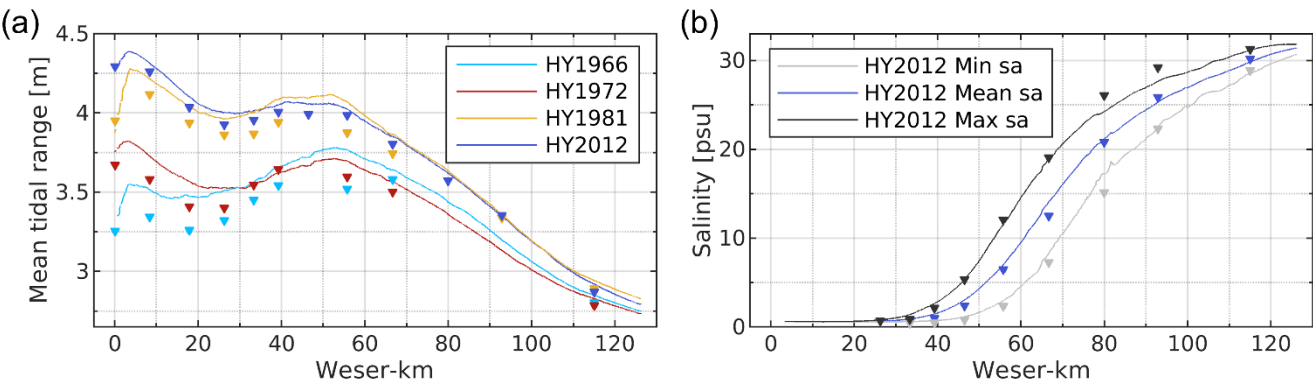 (a)
Mean tidal range [m]
4.5
4
3.5
3
HY1966
HY1972
HY1981
HY2012
0 20 40 60 80 100 120
Weser-km
(b)
Salinity [psu]
30
20
10
0
HY2012 Min sa
HY2012 Mean sa
HY2012 Max sa
0 20 40 60 80 100 120
Weser-km